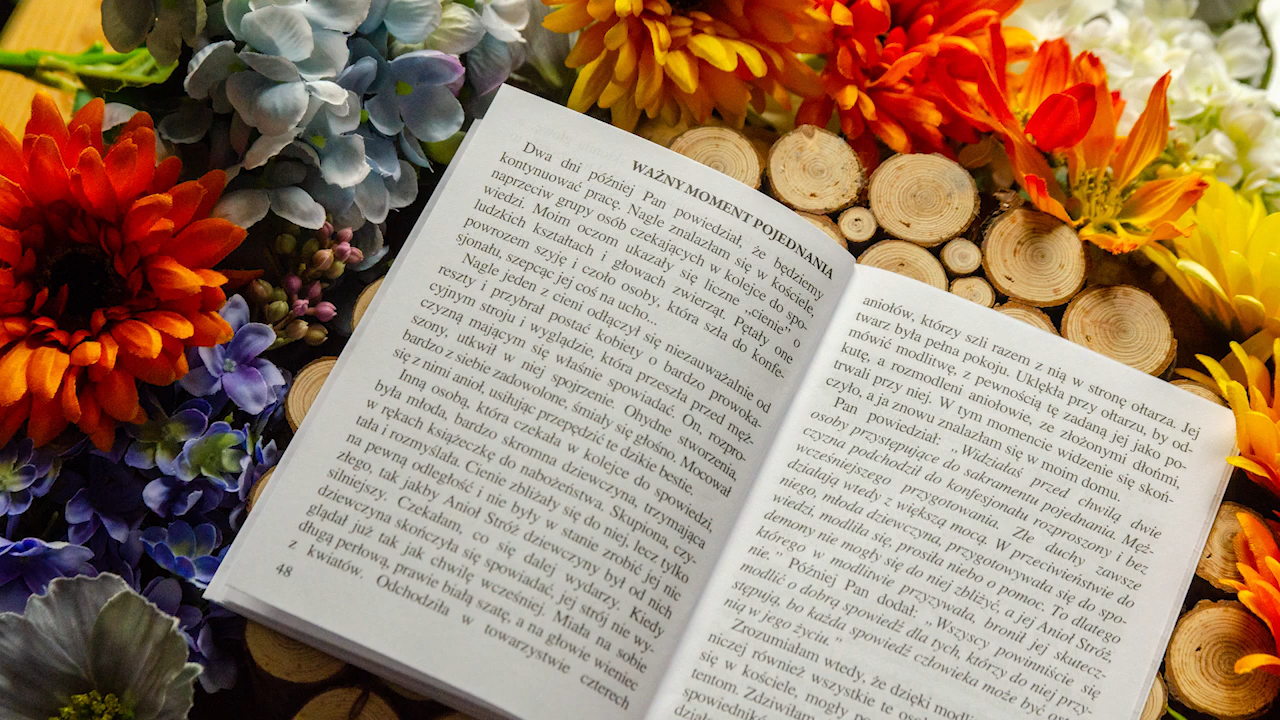 WAŻNY MOMENT POJEDNANIA
Dwa dni później Pan powiedział, że będziemy
kontynuować pracę. Nagle znalazłam się w kościele,
naprzeciw grupy osób czekających w kolejce do spo-
wiedzi. Moim oczom ukazały się liczne „cienie” o
ludzkich kształtach i głowach zwierząt. Pętały one
powrozem szyję i czoło osoby, która szła do konfe-
sjonału, szepcąc jej coś na ucho...
Nagle jeden z cieni odłączył się niezauważalnie od
reszty i przybrał postać kobiety o bardzo prowoka-
cyjnym stroju i wyglądzie, która przeszła przed męż-
czyzną mającym się właśnie spowiadać. On, rozpro-
szony, utkwił w niej spojrzenie. Ohydne stworzenia
bardzo z siebie zadowolone, śmiały się głośno. Mocował
się z nimi anioł, usiłując przepędzić te dzikie bestie.
Inną osobą, która czekała w kolejce do spowiedzi,
była młoda, bardzo skromna dziewczyna, trzymająca
w rękach książeczkę do nabożeństwa. Skupiona, czy-
tała i rozmyślała. Cienie zbliżały się do niej, lecz tylko
na pewną odległość i nie były w stanie zrobić jej nic
złego, tak jakby Anioł Stróż dziewczyny był od nich
silniejszy. Czekałam, co się dalej wydarzy. Kiedy
dziewczyna skończyła się spowiadać, jej strój nie wy-
glądał już tak jak chwilę wcześniej. Miała na sobie
długą perłową, prawie białą szatę, a na głowie wieniec
z kwiatów. Odchodziła w towarzystwie czterech
48
aniołów, którzy szli razem z nią w stronę ołtarza. Jej
twarz była pełna pokoju. Uklękła przy ołtarzu, by od-
mówić modlitwę, z pewnością tę zadaną jej jako po-
kutę, a rozmodleni aniołowie, ze złożonymi dłońmi,
trwali przy niej. W tym momencie widzenie się skoń-
czyło, a ja znowu znalazłam się w moim domu.
Pan powiedział: „Widziałaś przed chwilą dwie
osoby przystępujące do sakramentu pojednania. Męż-
czyzna podchodził do konfesjonału rozproszony i bez
wcześniejszego przygotowania. Złe duchy zawsze
działają wtedy z większą mocą. W przeciwieństwie do
niego, młoda dziewczyna, przygotowywała się do spo-
wiedzi, modliła się, prosiła niebo o pomoc. To dlatego
demony nie mogły się do niej zbliżyć, a jej Anioł Stróż,
którego w modlitwie przyzywała, bronił jej skutecz-
nie.” Później Pan dodał: „Wszyscy powinniście się
modlić o dobrą spowiedź dla tych, którzy do niej przy-
stępują, bo każda spowiedź człowieka może być osta-
nią w jego życiu.”
Zrozumiałam wtedy, że dzięki modli
niczej również wszystkie te oso
się w kościele, mogły po
tentom. Zdziwiłam
spowiednikó
działa